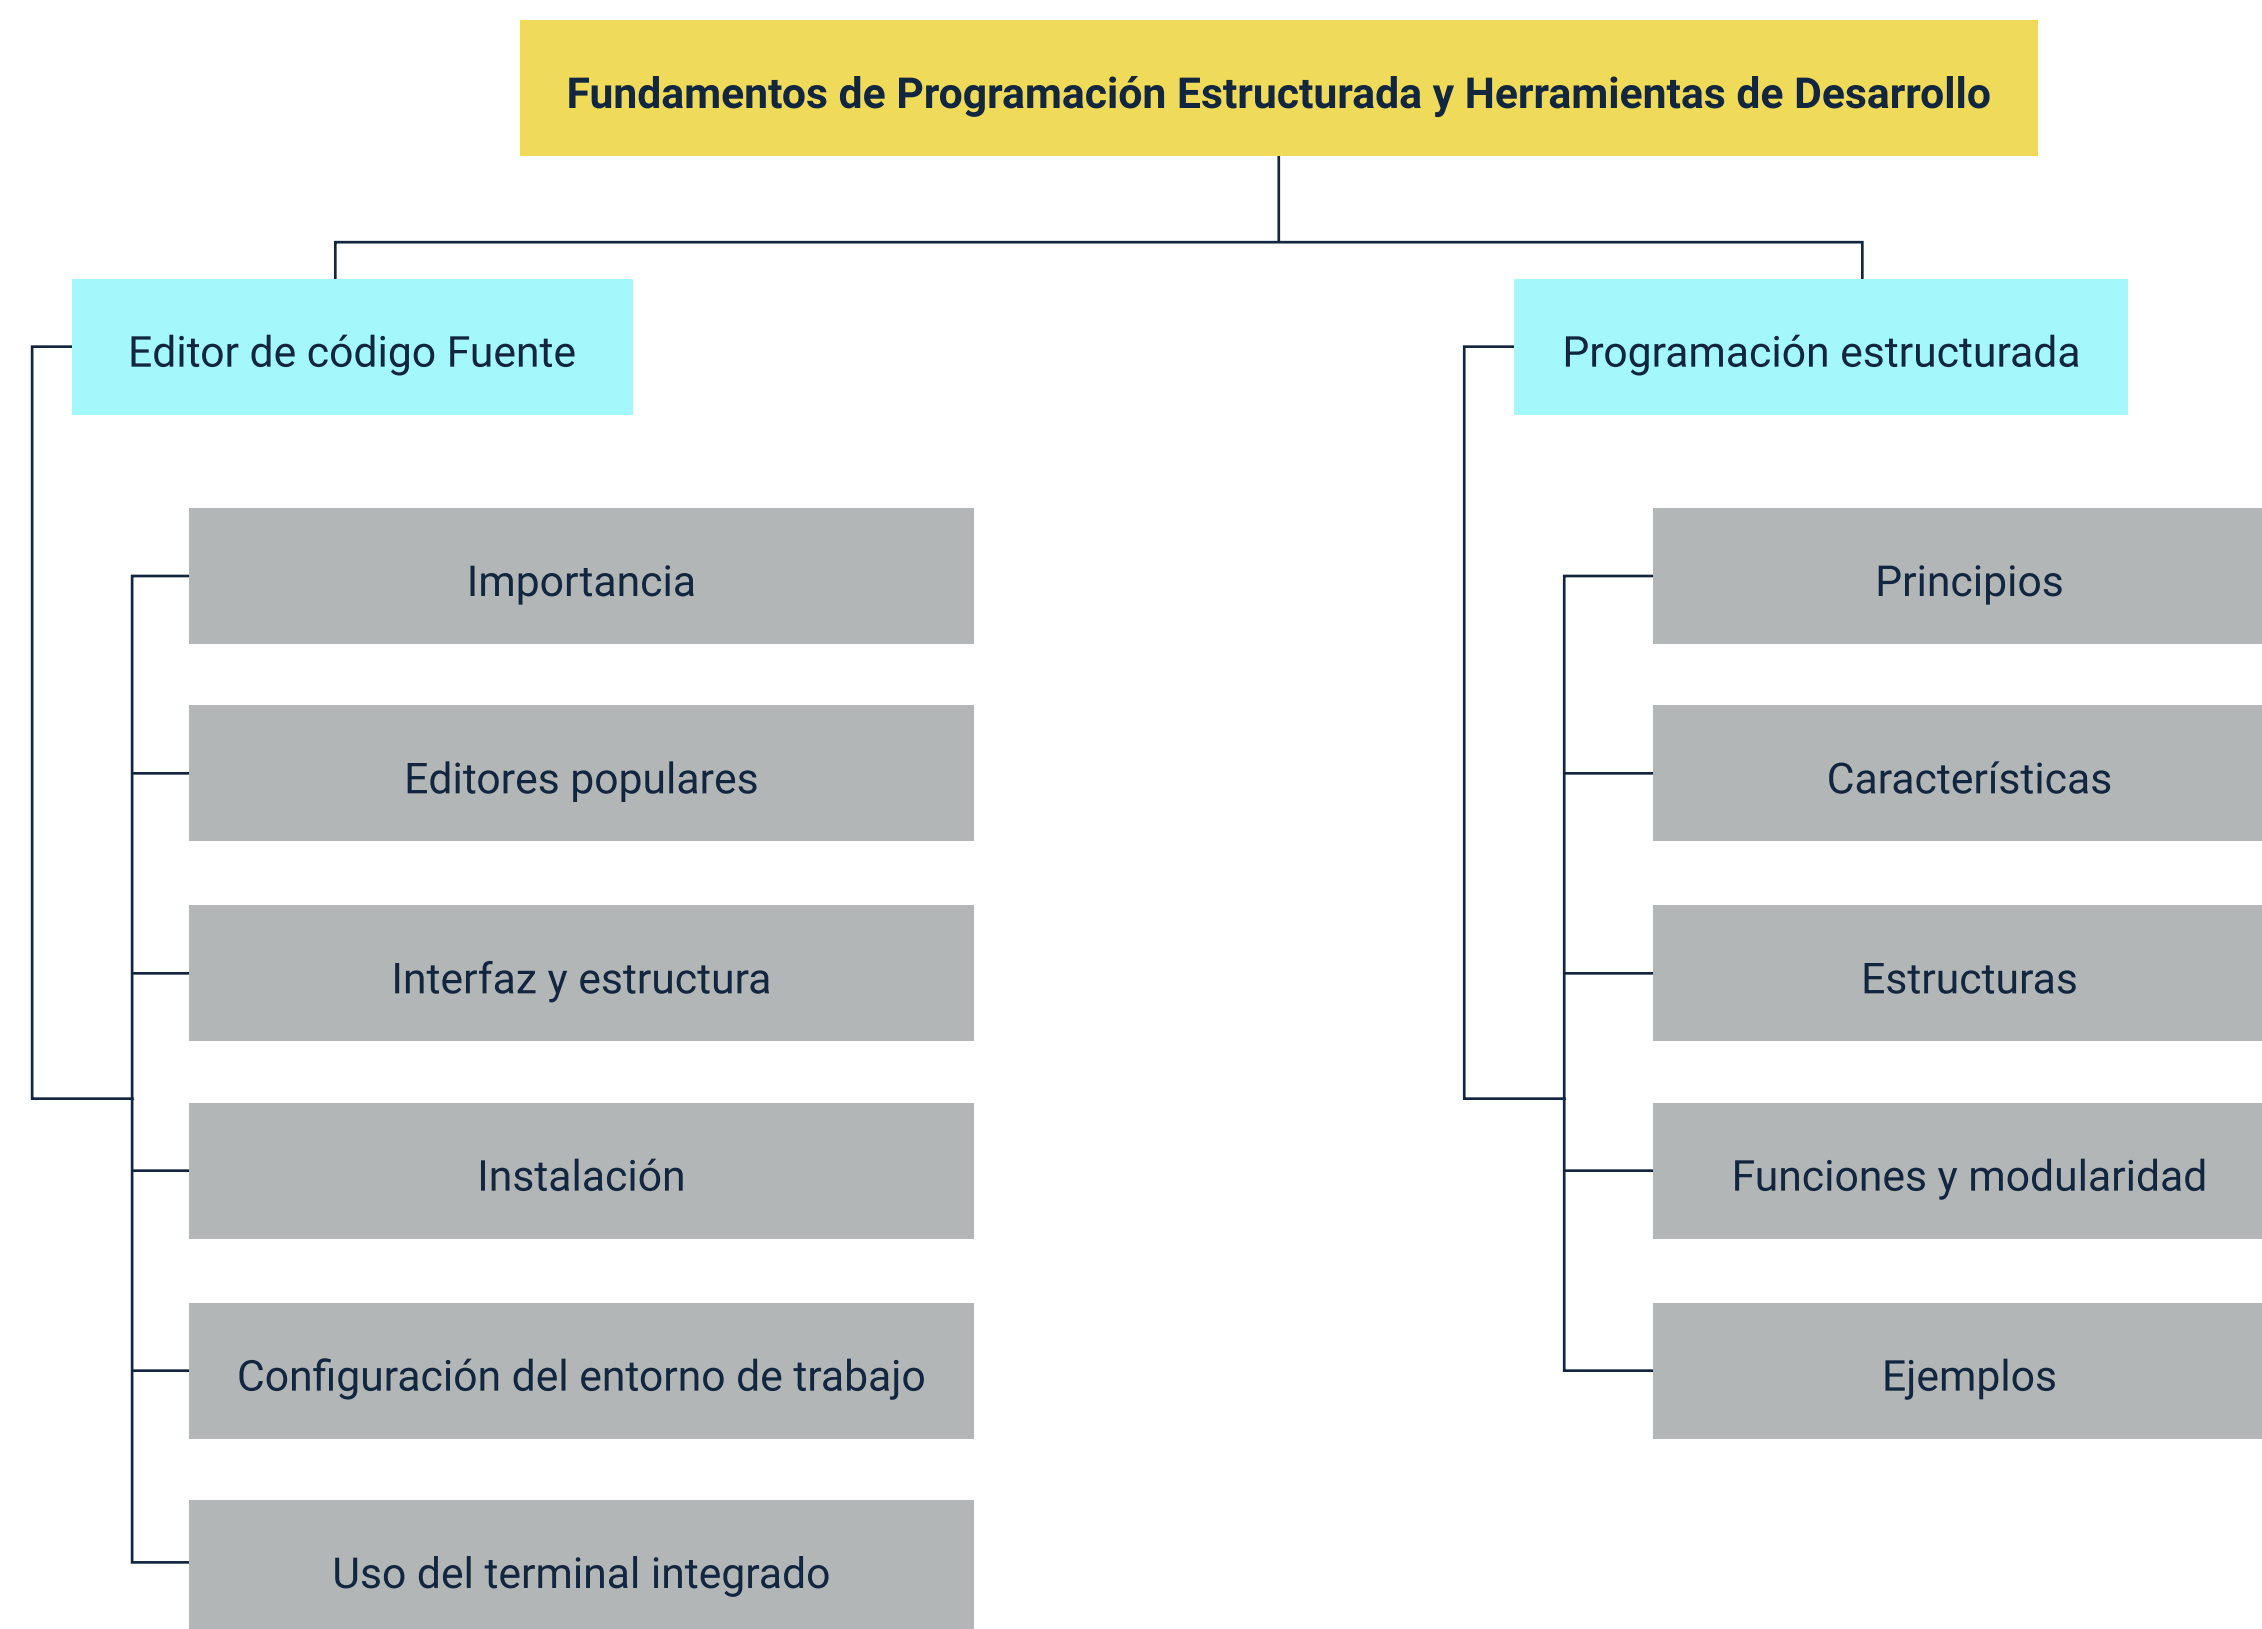 Fundamentos de Programación Estructurada y Herramientas de Desarrollo
Editor de código Fuente
Importancia
Editores populares
Interfaz y estructura
Instalación
Configuración del entorno de trabajo
Uso del terminal integrado
Programación estructurada
Principios
Características
Estructuras
Funciones y modularidad
Ejemplos